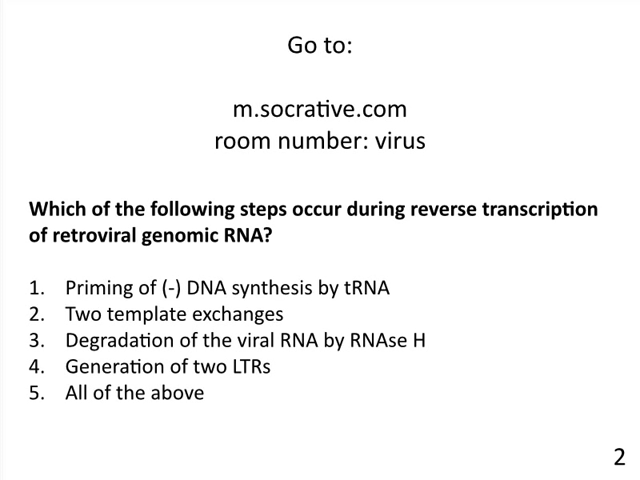 Go to:
m.socrative.com
room number: virus
Which of the following steps occur during reverse transcription
of retroviral genomic RNA?
1. Priming of (-) DNA synthesis by tRNA
2. Two template exchanges
3. Degradation of the viral RNA by RNAse H
4. Generation of two LTRs
5. All of the above
2